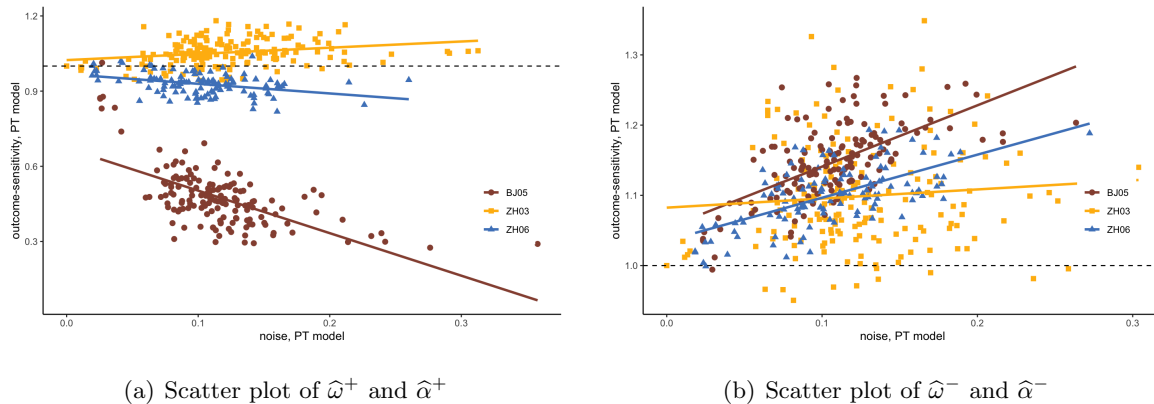 1.2
0.9
0.6
0.3
outcome-sensitivity, PT model
0.0
0.1
0.2
0.3
noise, PT model
BJ05
ZH03
ZH06
(a) Scatter plot of ω̂⁺ and α̂⁺
1.3
1.2
1.1
1.0
outcome-sensitivity, PT model
0.0
0.1
0.2
0.3
noise, PT model
BJ05
ZH03
ZH06
(b) Scatter plot of ω̂⁻ and α̂⁻